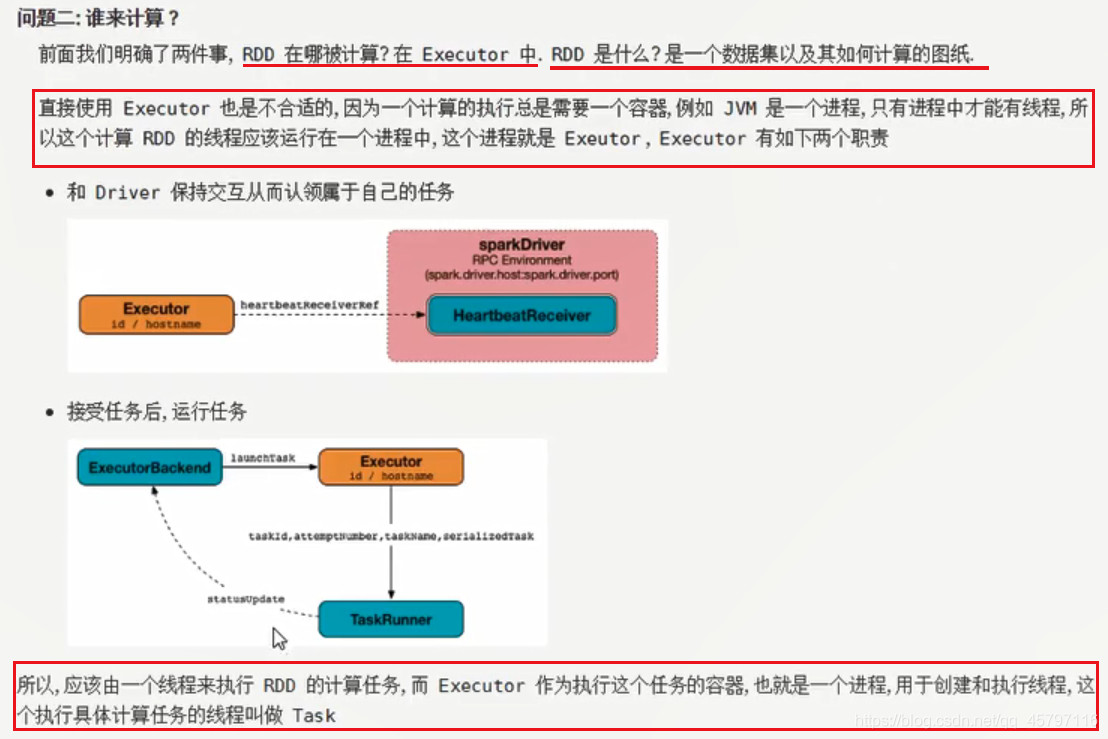 问题二: 谁来计算 ?
前面我们明确了两件事, RDD 在哪被计算? 在 Executor 中. RDD 是什么? 是一个数据集以及其如何计算的图纸.
直接使用 Executor 也是不合适的, 因为一个计算的执行总是需要一个容器, 例如 JVM 是一个进程, 只有进程中才能有线程, 所
以这个计算 RDD 的线程应该运行在一个进程中, 这个进程就是 Exeutor , Executor 有如下两个职责
• 和 Driver 保持交互从而认领属于自己的任务
sparkDriver
RPC Environment
(spark.driver.host:spark.driver.port)
Executor
id / hostname
heartbeatReceiverRef
HeartbeatReceiver
• 接受任务后, 运行任务
ExecutorBackend
launchTask
Executor
id / hostname
taskId,attemptNumber,taskName,serializedTask
statusUpdate
TaskRunner
所以, 应该由一个线程来执行 RDD 的计算任务, 而 Executor 作为执行这个任务的容器, 也就是一个进程, 用于创建和执行线程, 这
个执行具体计算任务的线程叫做 Task
https://blog.csdn.net/qq_45797116